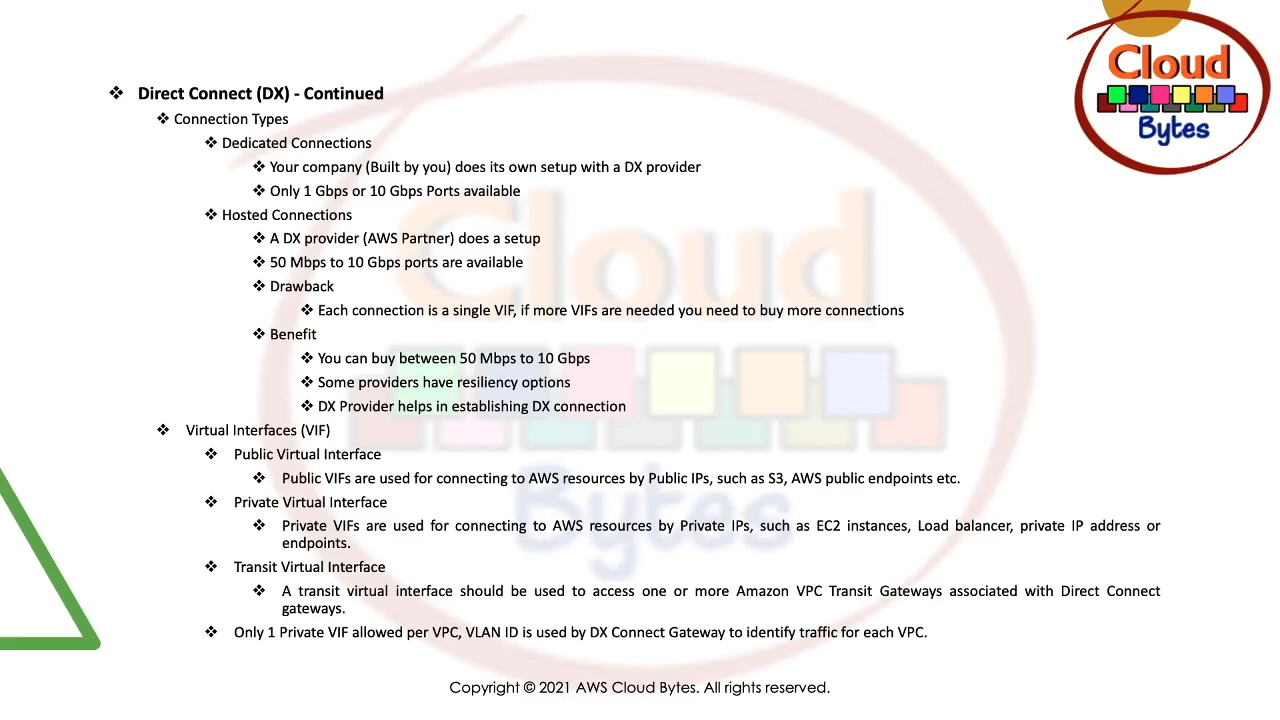 Cloud
Bytes
❖ Direct Connect (DX) - Continued
❖ Connection Types
❖ Dedicated Connections
❖ Your company (Built by you) does its own setup with a DX provider
❖ Only 1 Gbps or 10 Gbps Ports available
❖ Hosted Connections
❖ A DX provider (AWS Partner) does a setup
❖ 50 Mbps to 10 Gbps ports are available
❖ Drawback
❖ Each connection is a single VIF, if more VIFs are needed you need to buy more connections
❖ Benefit
❖ You can buy between 50 Mbps to 10 Gbps
❖ Some providers have resiliency options
❖ DX Provider helps in establishing DX connection
❖ Virtual Interfaces (VIF)
❖ Public Virtual Interface
❖ Public VIFs are used for connecting to AWS resources by Public IPs, such as S3, AWS public endpoints etc.
❖ Private Virtual Interface
❖ Private VIFs are used for connecting to AWS resources by Private IPs, such as EC2 instances, Load balancer, private IP address or
endpoints.
❖ Transit Virtual Interface
❖ A transit virtual interface should be used to access one or more Amazon VPC Transit Gateways associated with Direct Connect
gateways.
❖ Only 1 Private VIF allowed per VPC, VLAN ID is used by DX Connect Gateway to identify traffic for each VPC.
Cloud
Bytes
Copyright © 2021 AWS Cloud Bytes. All rights reserved.